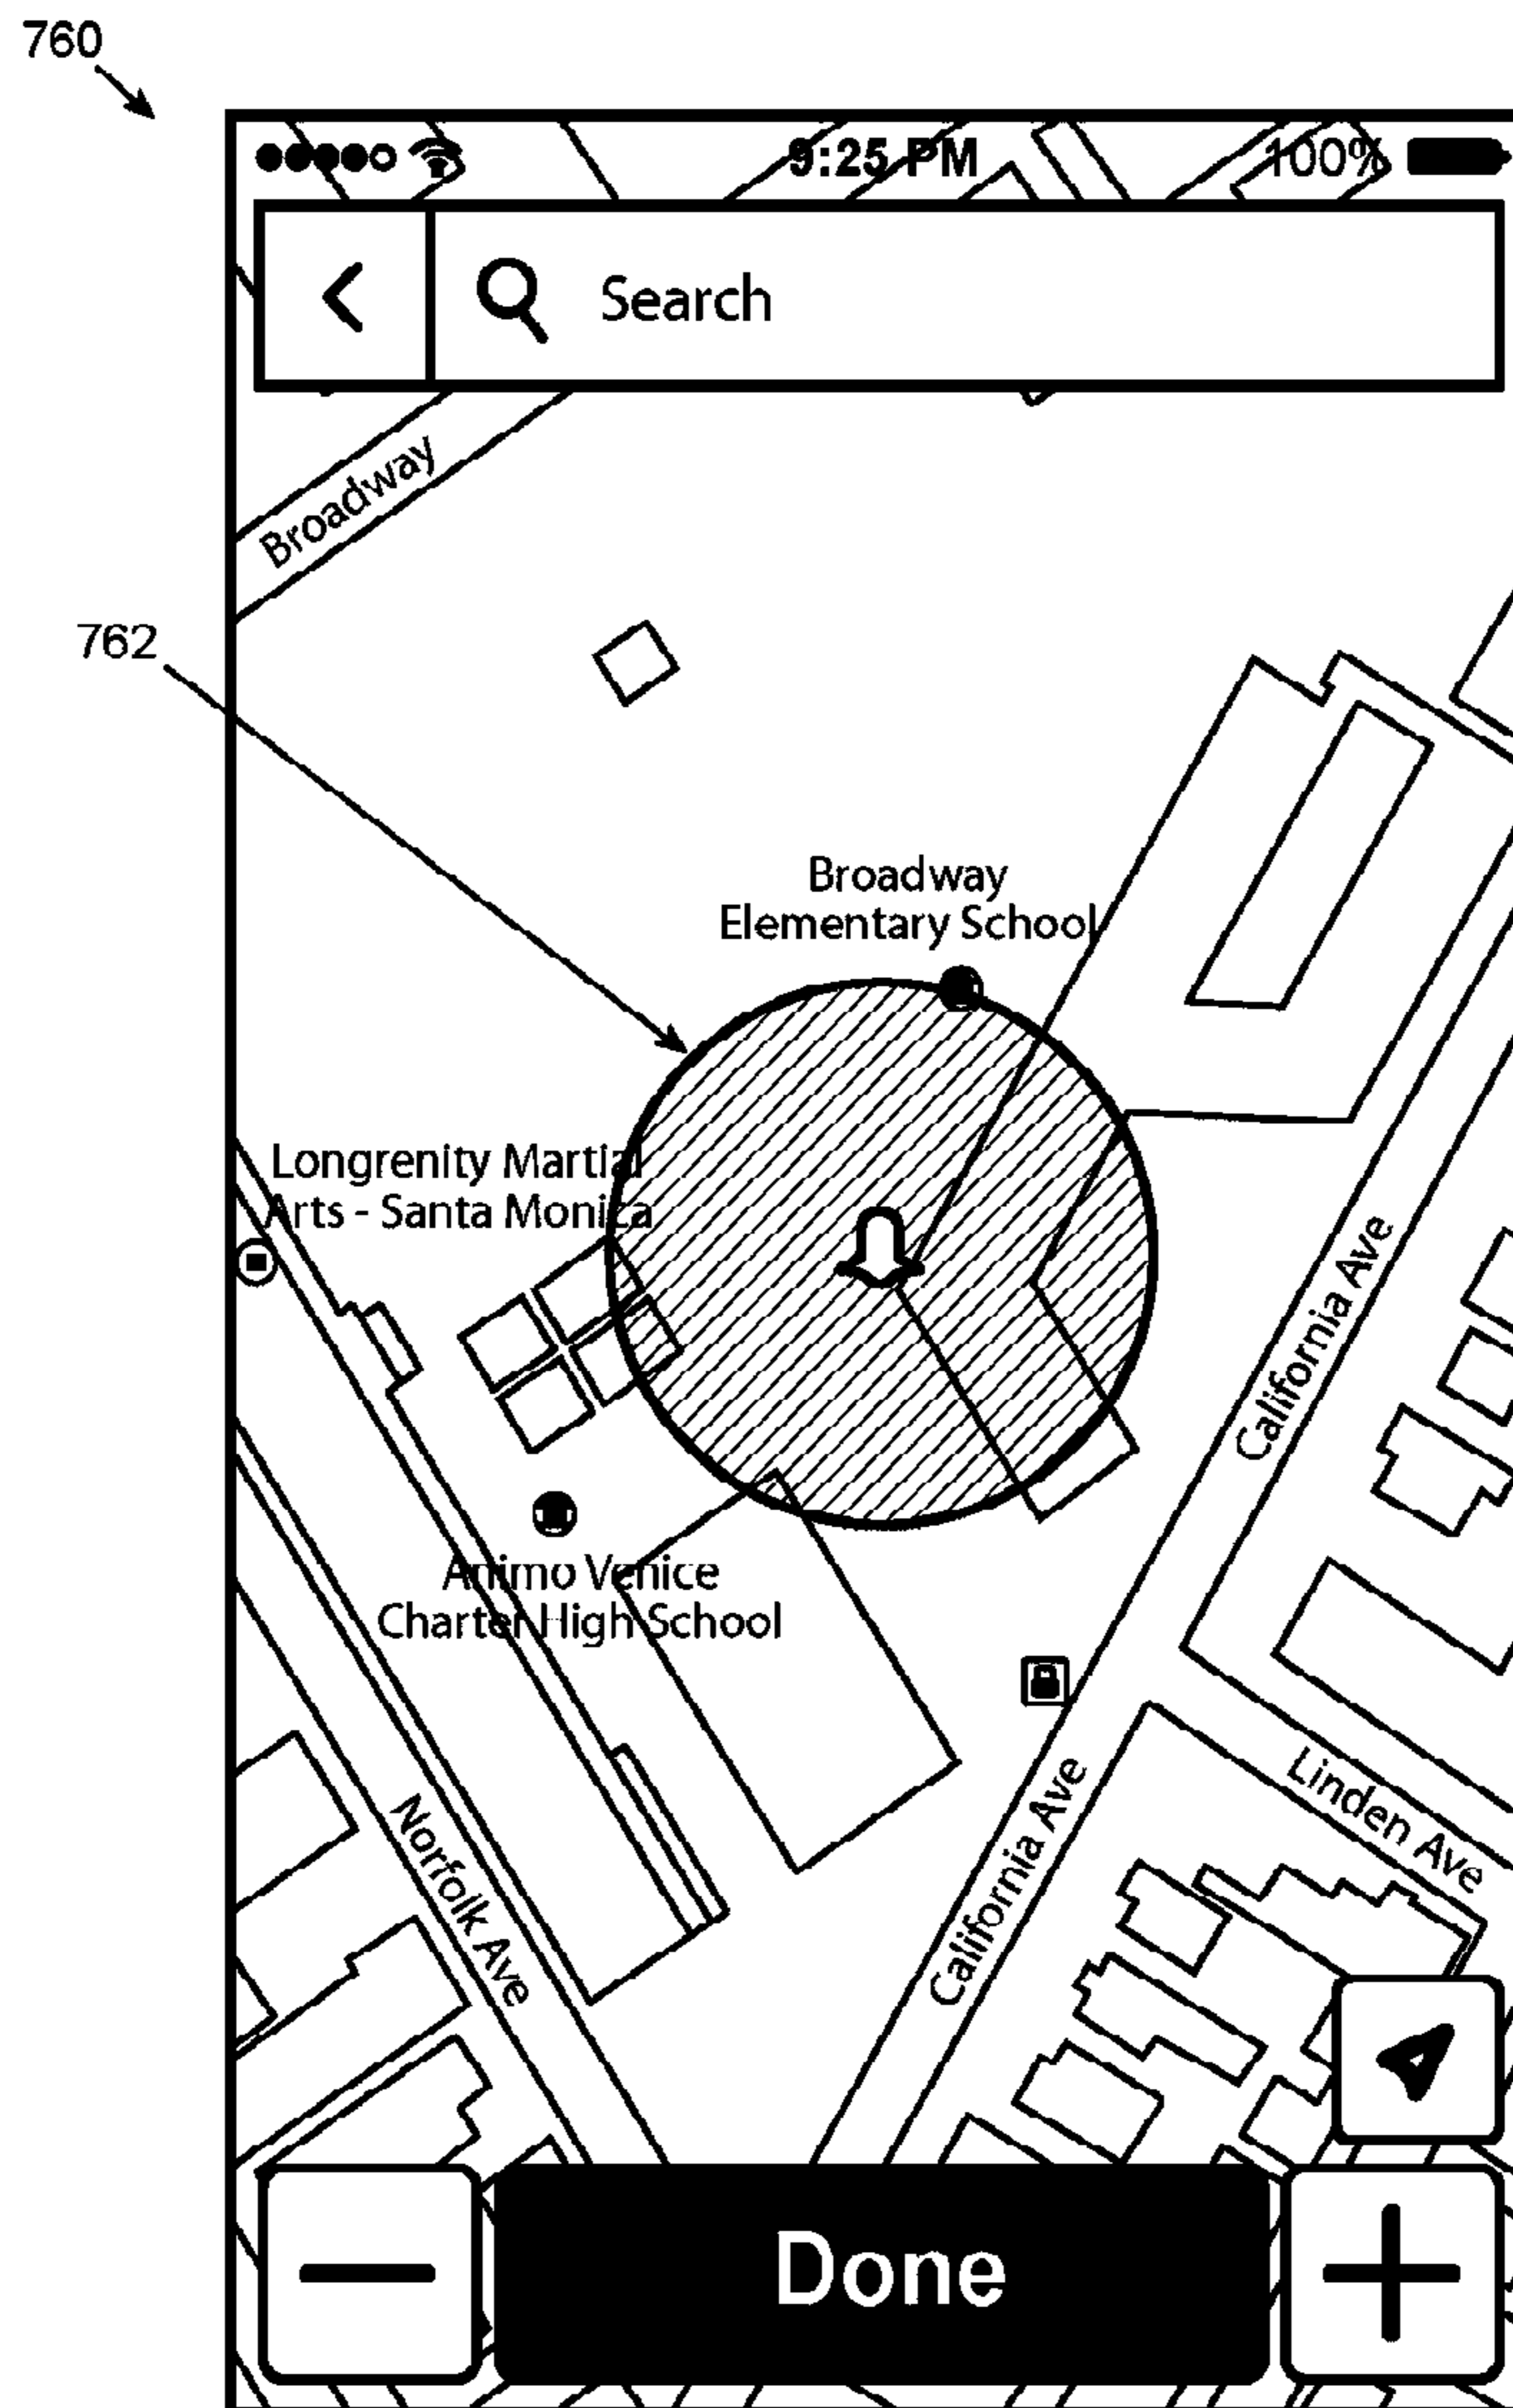 760
9:25 PM
100%
Search
Broadway
762
Broadway
Elementary School
Longrenity Martial
Arts - Santa Monica
California Ave
Animo Venice
Charter High School
Linden Ave
California Ave
Norfolk Ave
Done